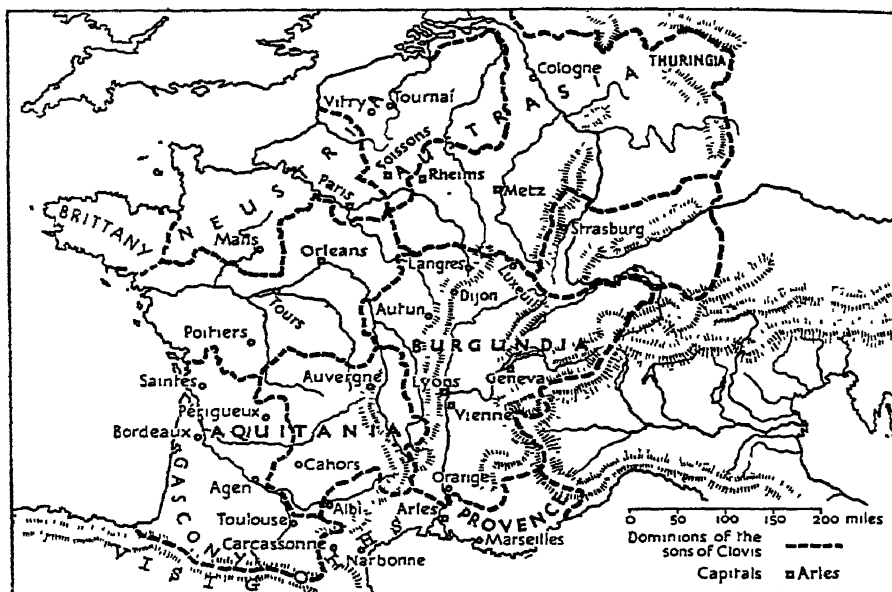 THURINGIA
Cologne
Vitry
Tournai
AUTRASIA
NEUSTRIA
Soissons
Rheims
Paris
Metz
BRITTANY
Strasburg
Mans
Orleans
Langres
Luxeuil
Dijon
Tours
Autun
Poitiers
BURGUNDIA
Auvergne
Geneva
Saintes
Lyons
Vienne
Périgueux
Bordeaux
AQUITANIA
Cahors
GASCONY
Orange
Agen
Albi
Arles
PROVENCE
Toulouse
Marseilles
Carcassonne
Narbonne
0 50 100 150 200 miles
Dominions of the
sons of Clovis
Capitals Arles